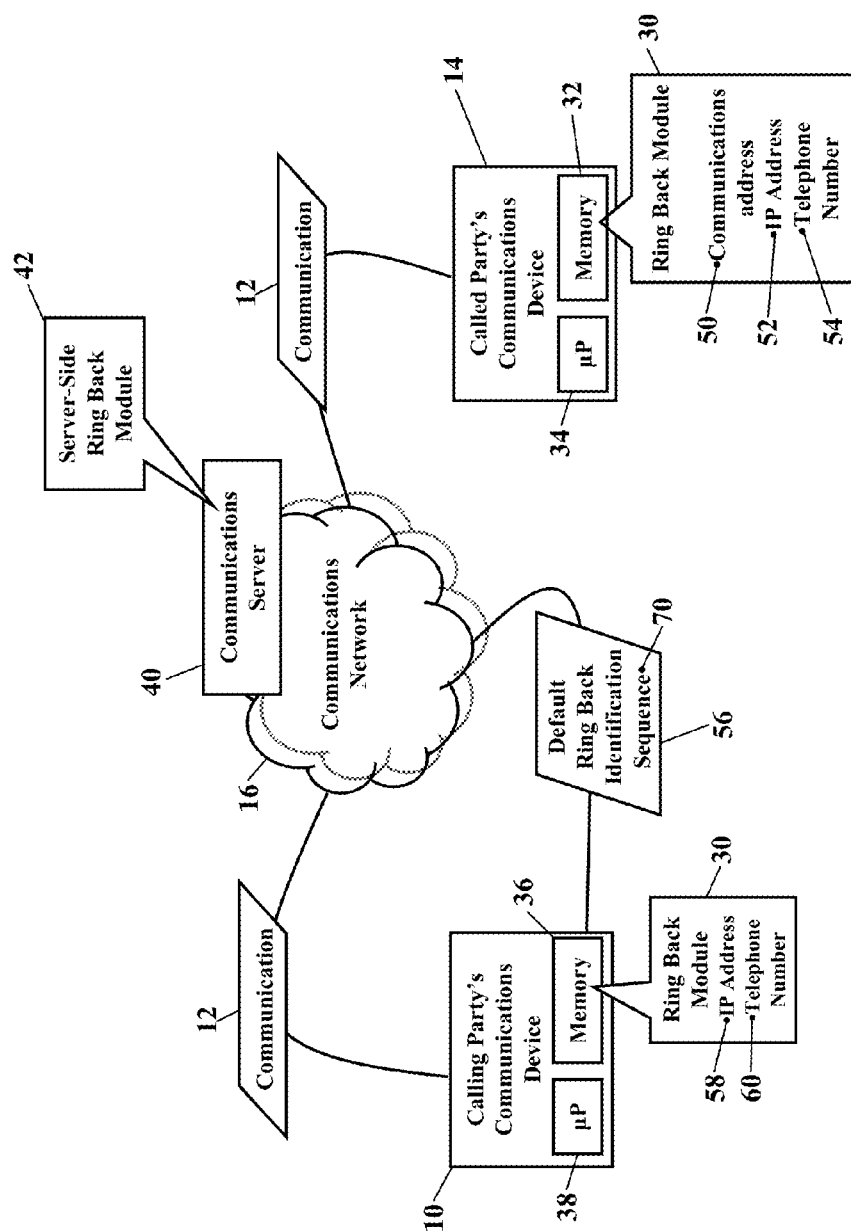 42
Server-Side
Ring Back
Module
40
Communications
Server
16
Communications
Network
12
Communication
12
Communication
10
Calling Party's
Communications
Device
38
µP
36
Memory
30
Ring Back
Module
58
•IP Address
60
•Telephone
Number
Default
Ring Back
Identification
Sequence•
70
56
14
Called Party's
Communications
Device
34
µP
32
Memory
30
Ring Back Module
50
•Communications
address
52
•IP Address
54
•Telephone
Number